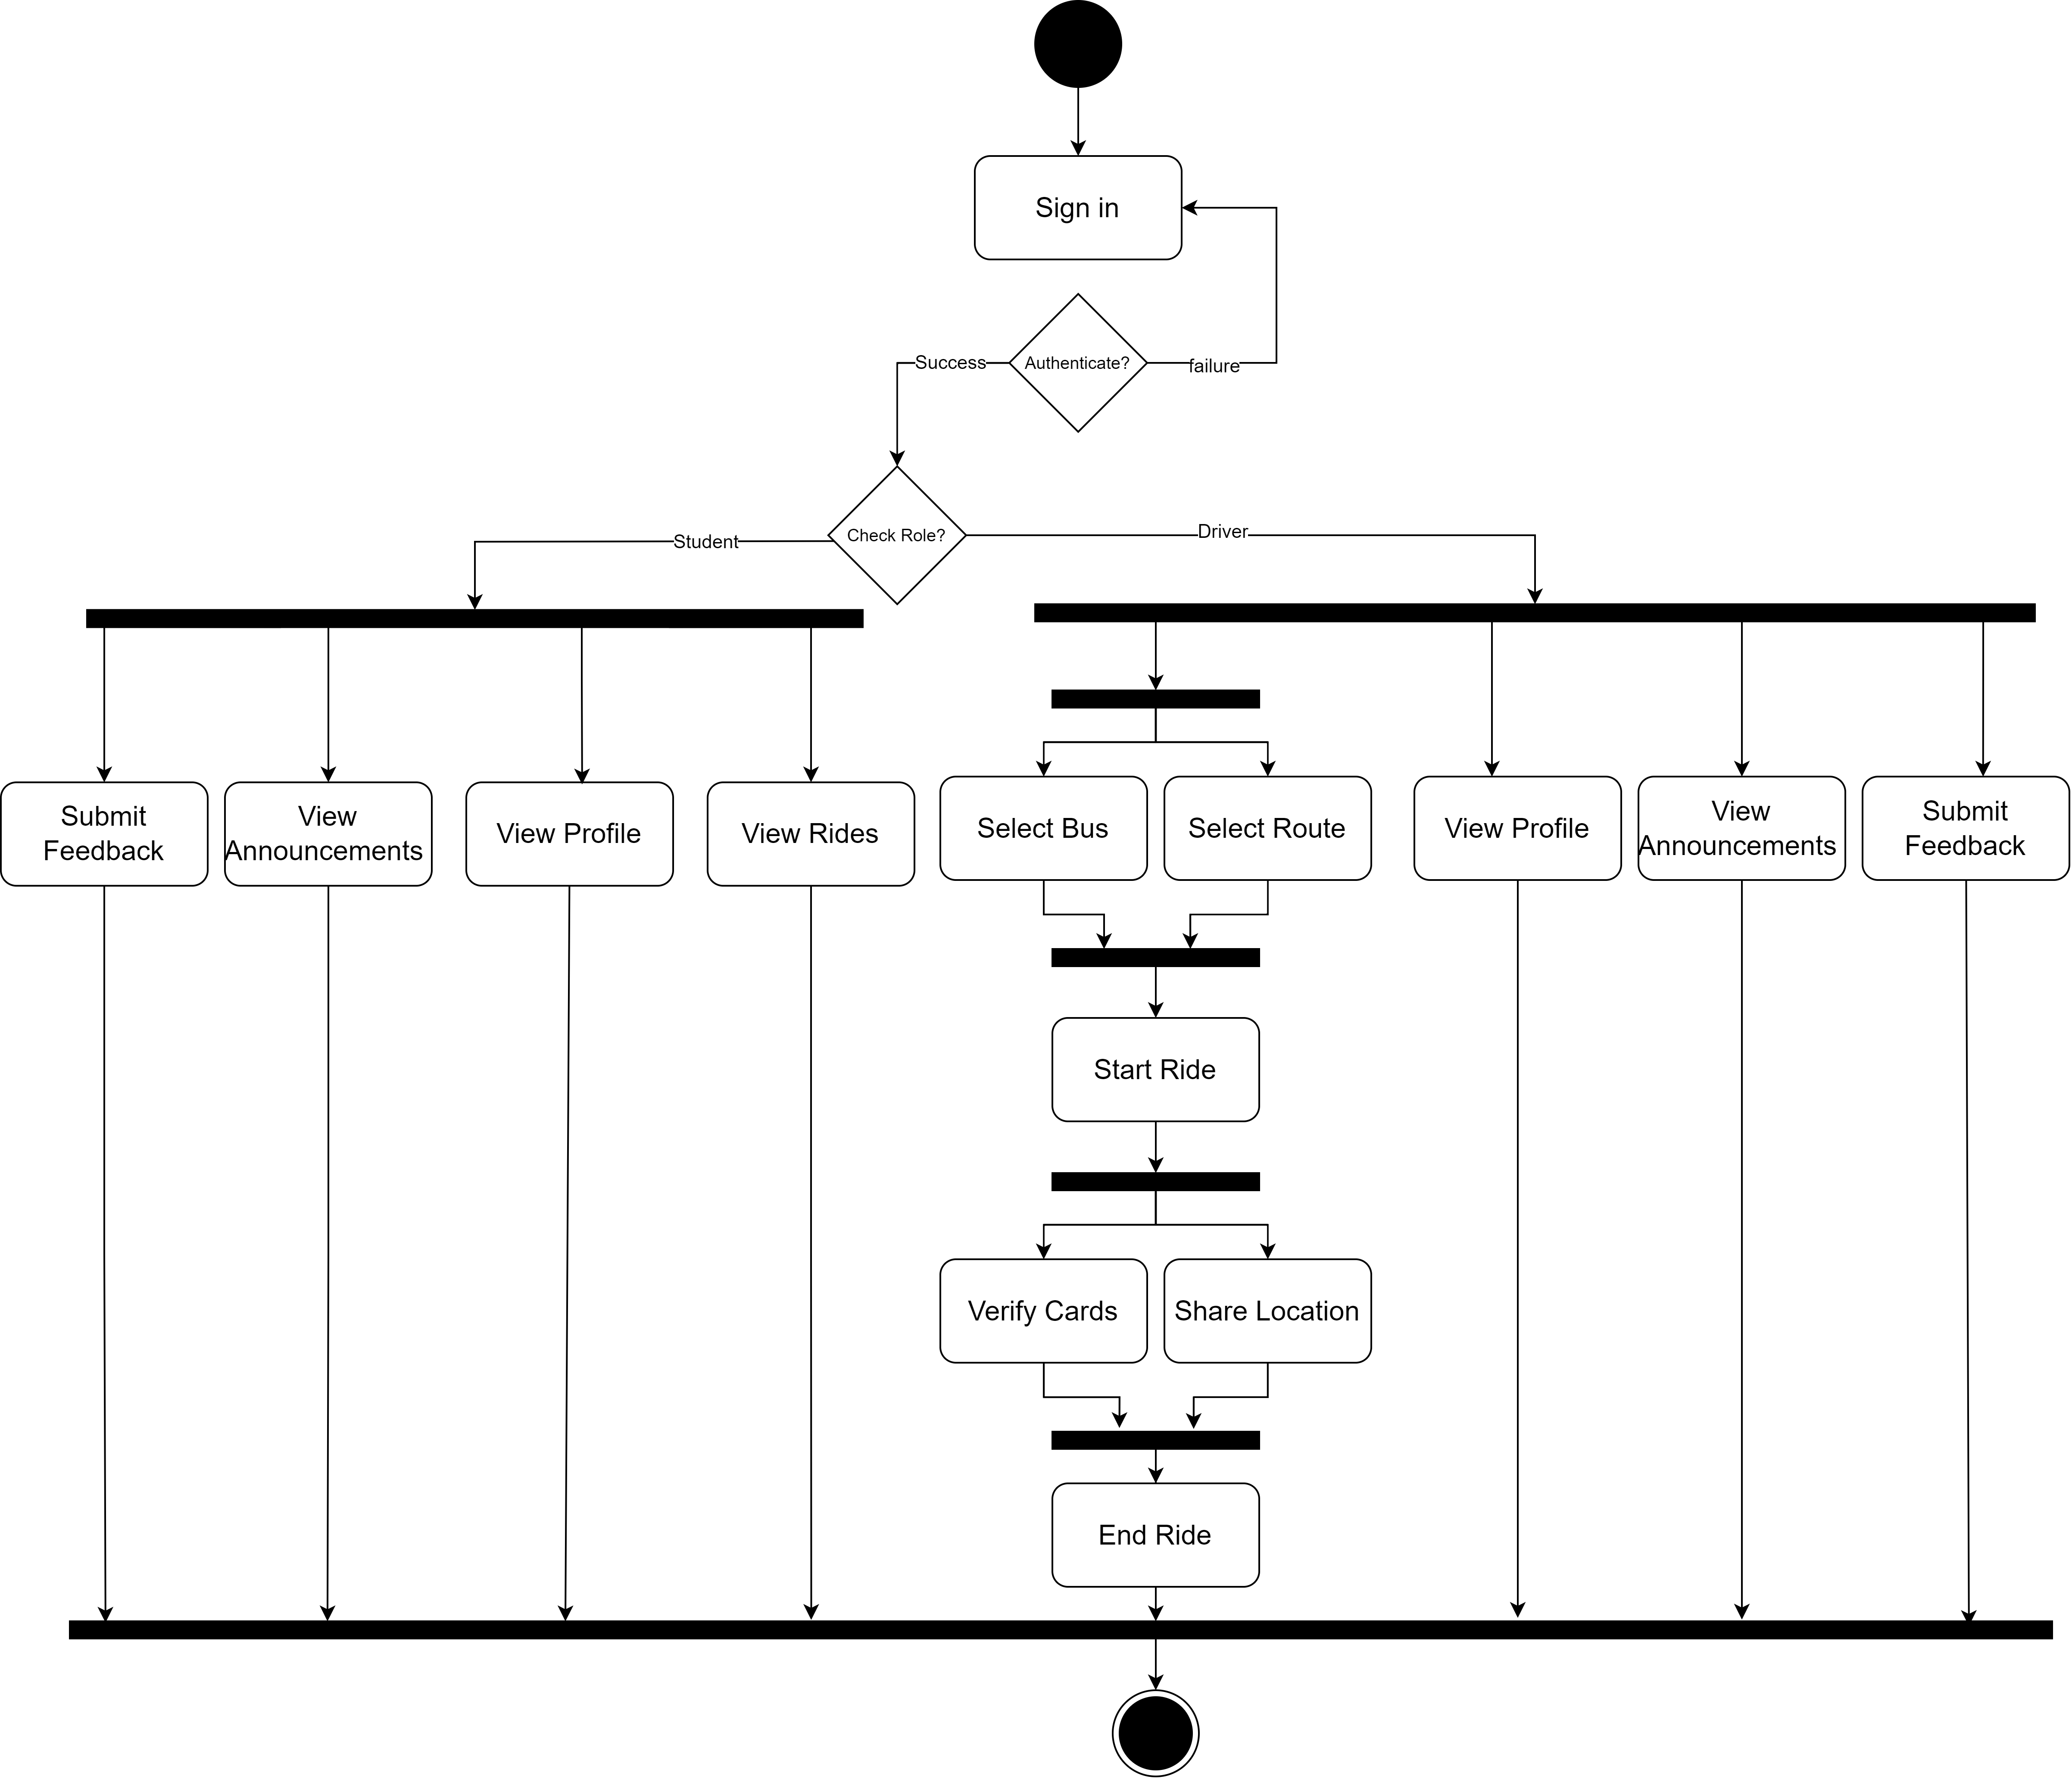 Sign in
Authenticate?
Success
failure
Check Role?
Student
Driver
Submit
Feedback
View
Announcements
View Profile
View Rides
Select Bus
Select Route
View Profile
View
Announcements
Submit
Feedback
Start Ride
Verify Cards
Share Location
End Ride